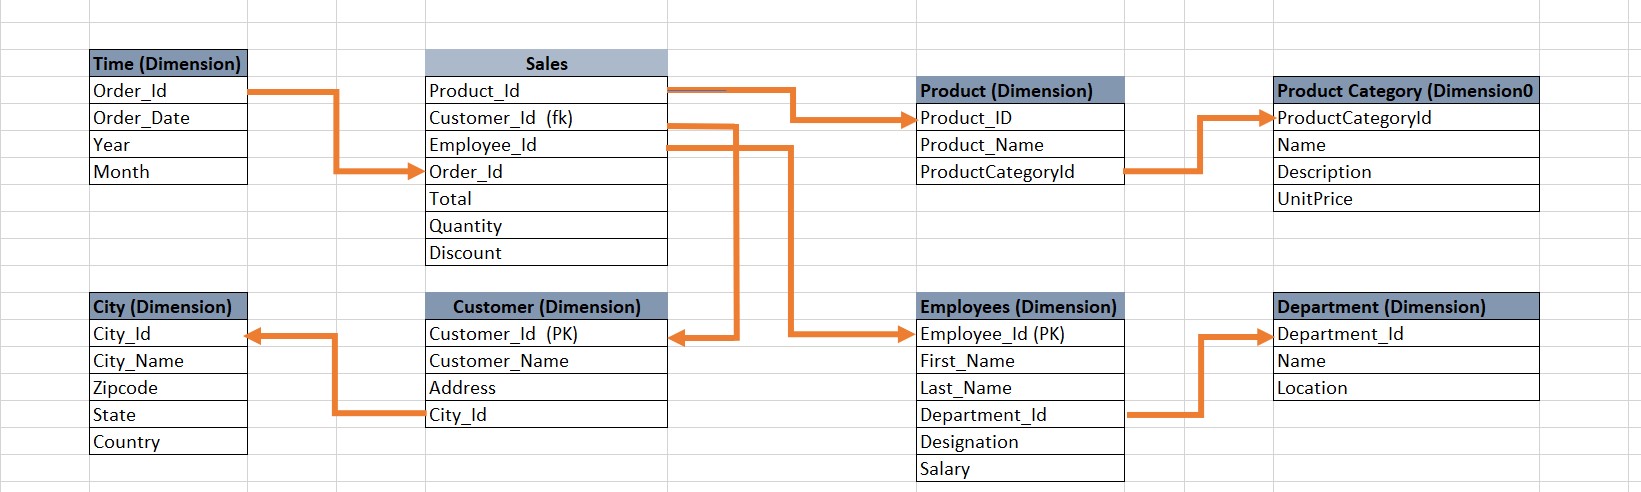 Time (Dimension)
Order_Id
Order_Date
Year
Month
Sales
Product_Id
Customer_Id (fk)
Employee_Id
Order_Id
Total
Quantity
Discount
Product (Dimension)
Product_ID
Product_Name
ProductCategoryId
Product Category (Dimension0
ProductCategoryId
Name
Description
UnitPrice
City (Dimension)
City_Id
City_Name
Zipcode
State
Country
Customer (Dimension)
Customer_Id (PK)
Customer_Name
Address
City_Id
Employees (Dimension)
Employee_Id (PK)
First_Name
Last_Name
Department_Id
Designation
Salary
Department (Dimension)
Department_Id
Name
Location